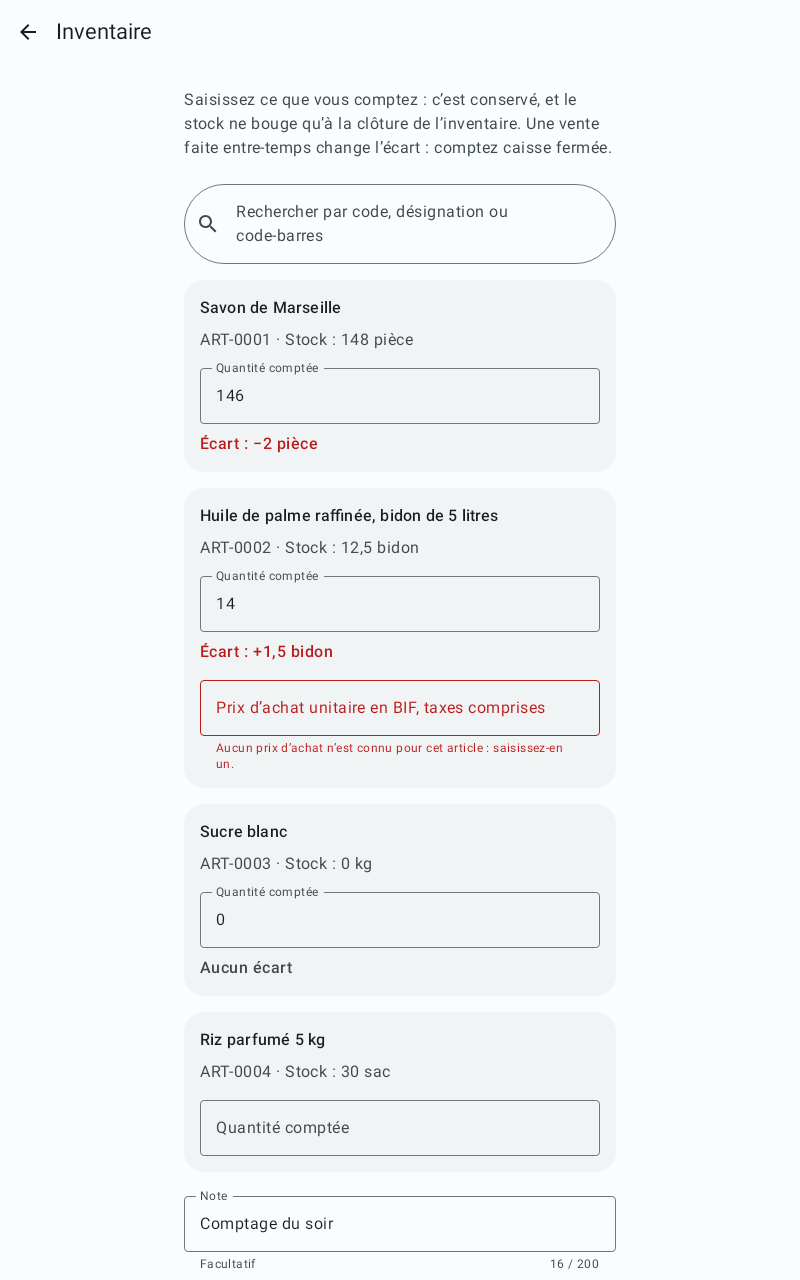 Inventaire
Saisissez ce que vous comptez : c’est conservé, et le
stock ne bouge qu’à la clôture de l’inventaire. Une vente
faite entre-temps change l’écart : comptez caisse fermée.
Rechercher par code, désignation ou
code-barres
Savon de Marseille
ART-0001 · Stock : 148 pièce
Quantité comptée
146
Écart : −2 pièce
Huile de palme raffinée, bidon de 5 litres
ART-0002 · Stock : 12,5 bidon
Quantité comptée
14
Écart : +1,5 bidon
Prix d’achat unitaire en BIF, taxes comprises
Aucun prix d’achat n’est connu pour cet article : saisissez-en
un.
Sucre blanc
ART-0003 · Stock : 0 kg
Quantité comptée
0
Aucun écart
Riz parfumé 5 kg
ART-0004 · Stock : 30 sac
Quantité comptée
Note
Comptage du soir
Facultatif 16 / 200